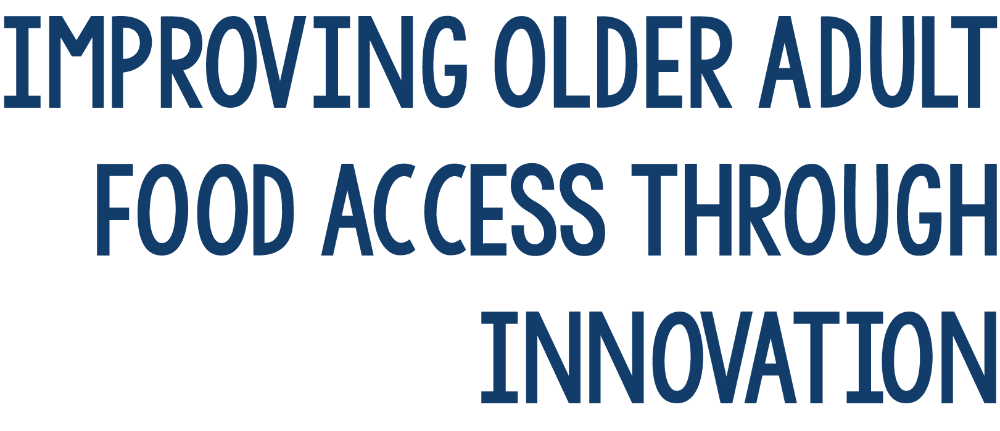 IMPROVING OLDER ADULT
FOOD ACCESS THROUGH
INNOVATION